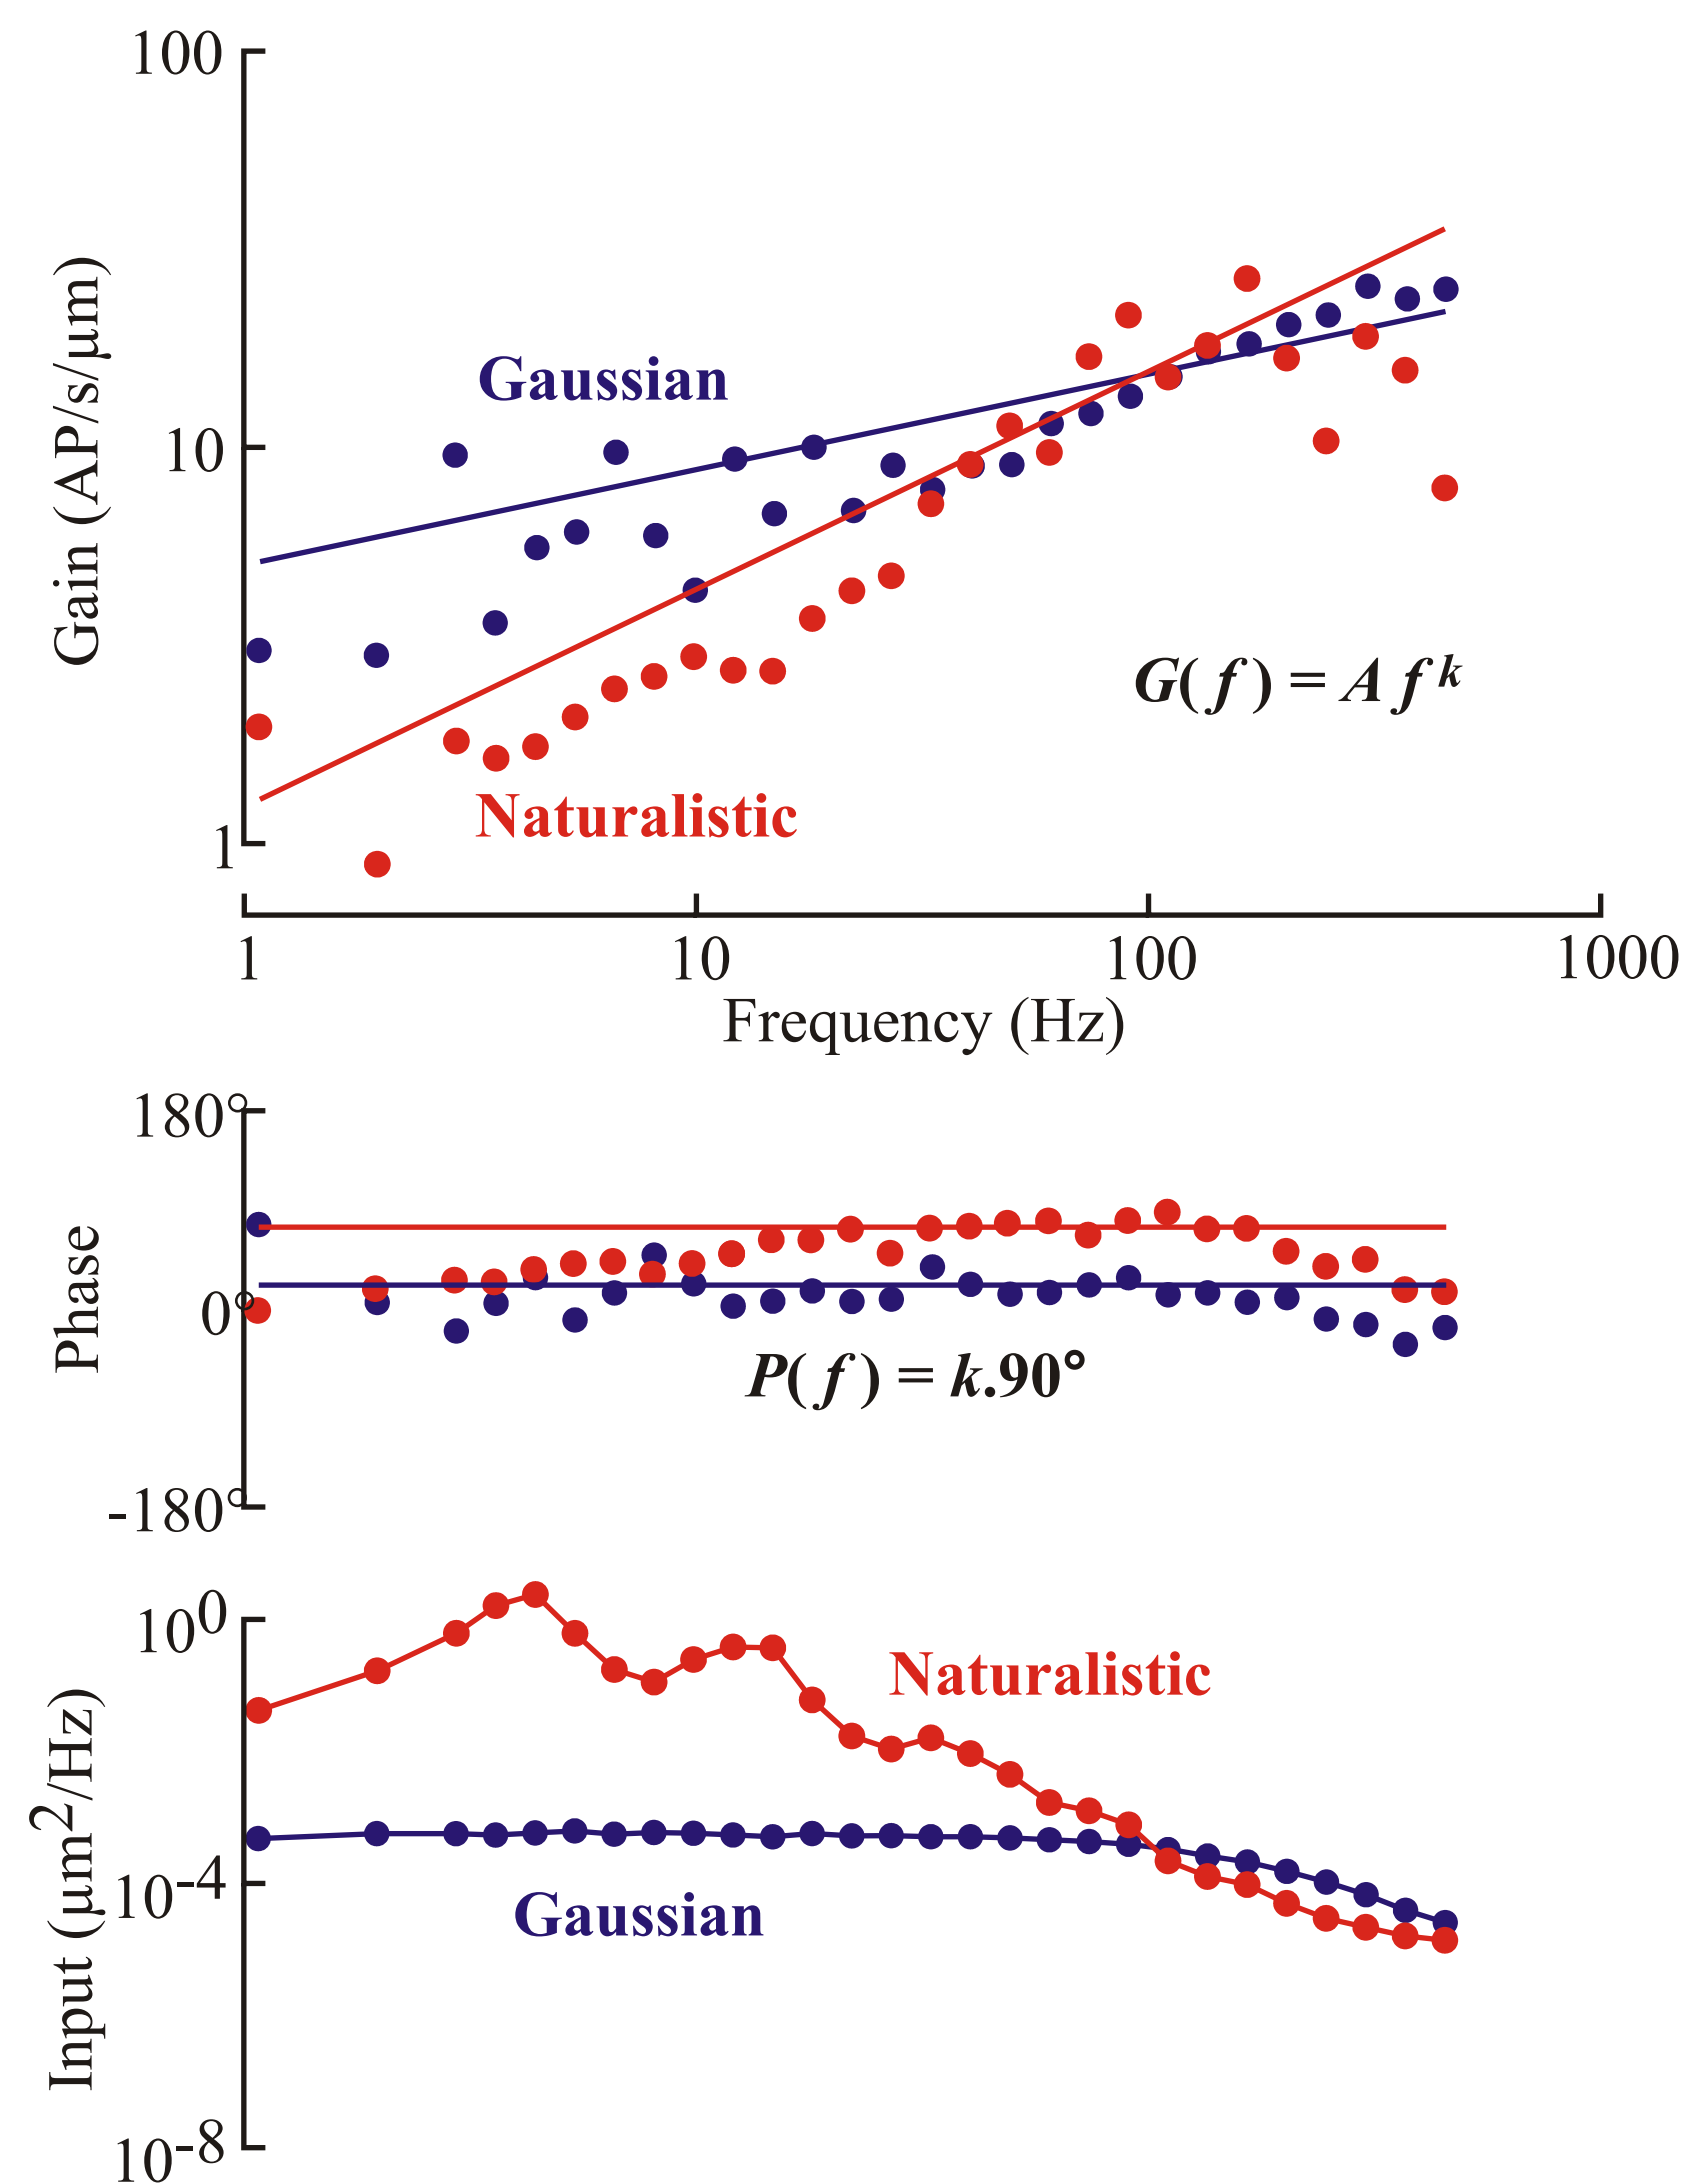 100
10
1
Gain (AP/s/μm)
Gaussian
Naturalistic
G(f) = A f^k
1 10 100 1000
Frequency (Hz)
180°
0°
-180°
Phase
P(f) = k.90°
10^0
10^-4
10^-8
Input (μm^2/Hz)
Naturalistic
Gaussian